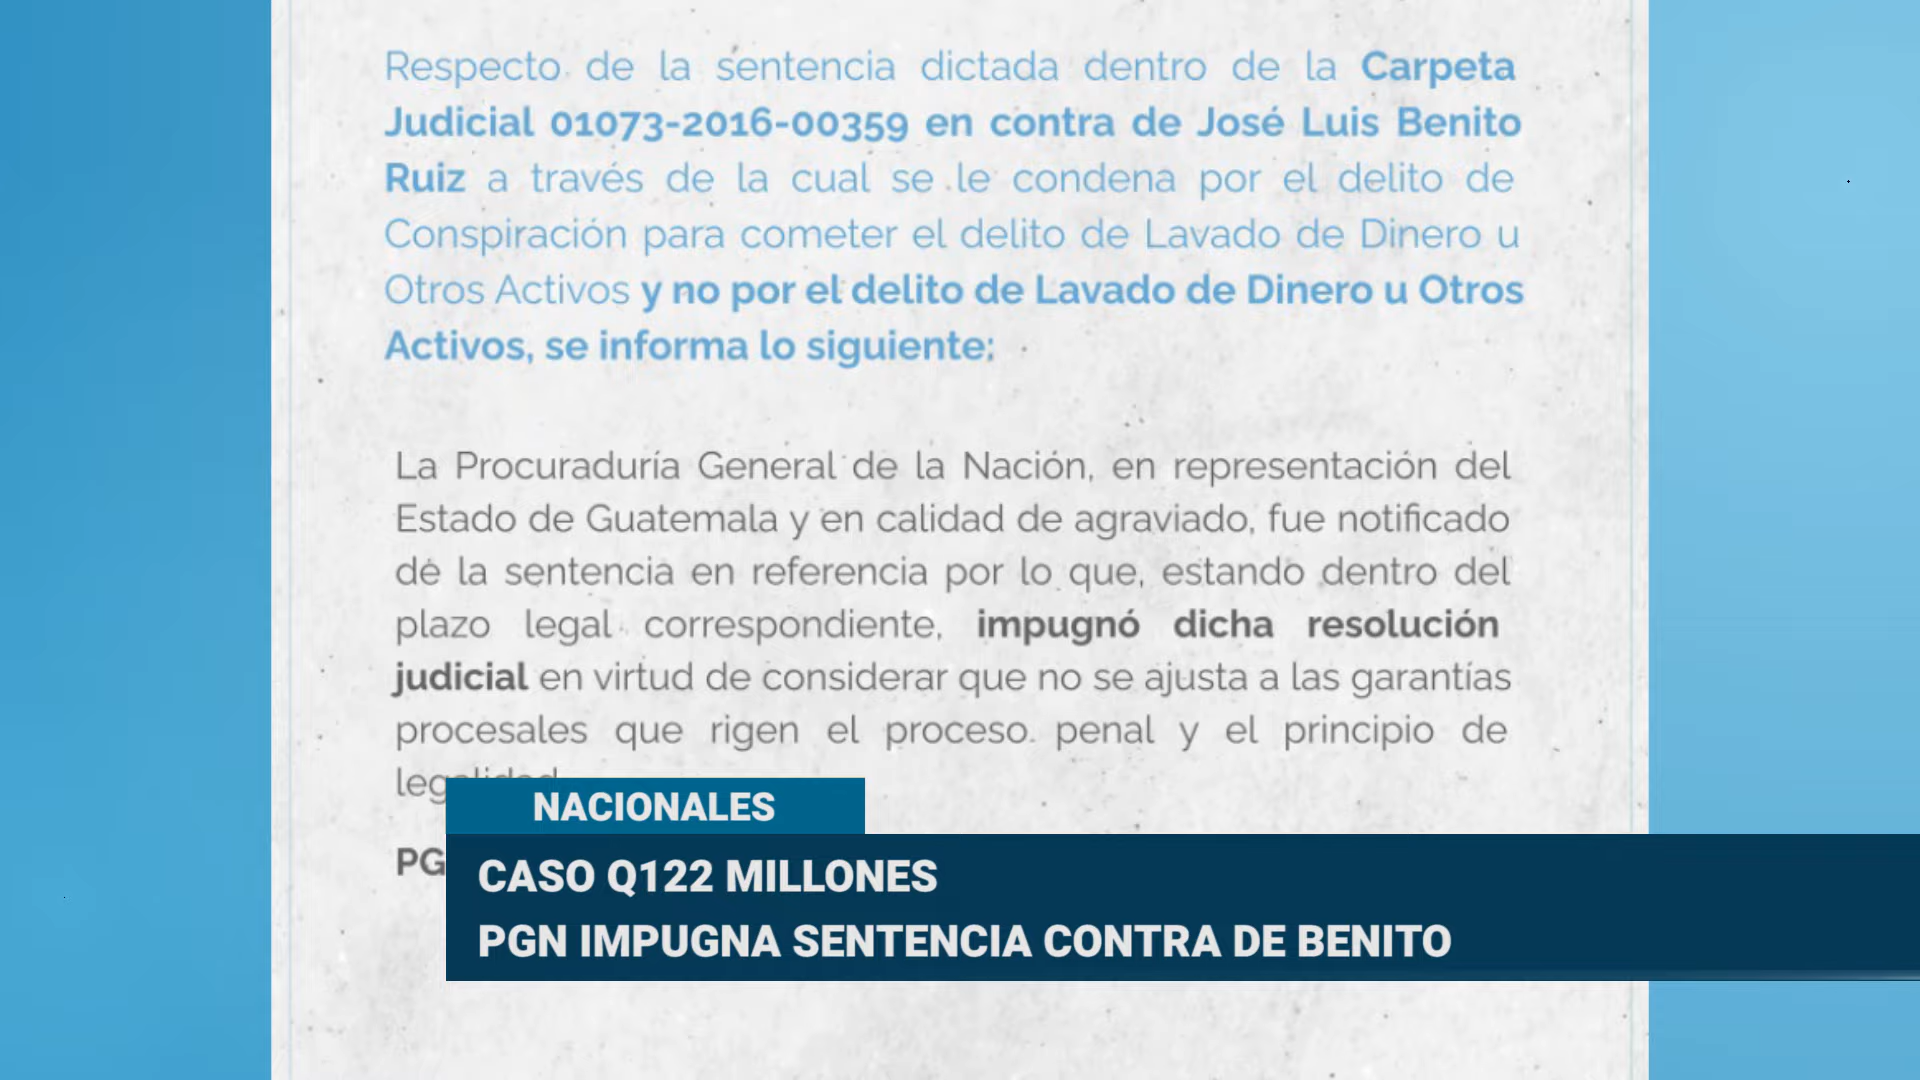 Respecto de la sentencia dictada dentro de la Carpeta
Judicial 01073-2016-00359 en contra de José Luis Benito
Ruiz a través de la cual se le condena por el delito de
Conspiración para cometer el delito de Lavado de Dinero u
Otros Activos y no por el delito de Lavado de Dinero u Otros
Activos, se informa lo siguiente:
La Procuraduría General de la Nación, en representación del
Estado de Guatemala y en calidad de agraviado, fue notificado
de la sentencia en referencia por lo que, estando dentro del
plazo legal correspondiente, impugnó dicha resolución
judicial en virtud de considerar que no se ajusta a las garantías
procesales que rigen el proceso penal y el principio de
NACIONALES
CASO Q122 MILLONES
PGN IMPUGNA SENTENCIA CONTRA DE BENITO